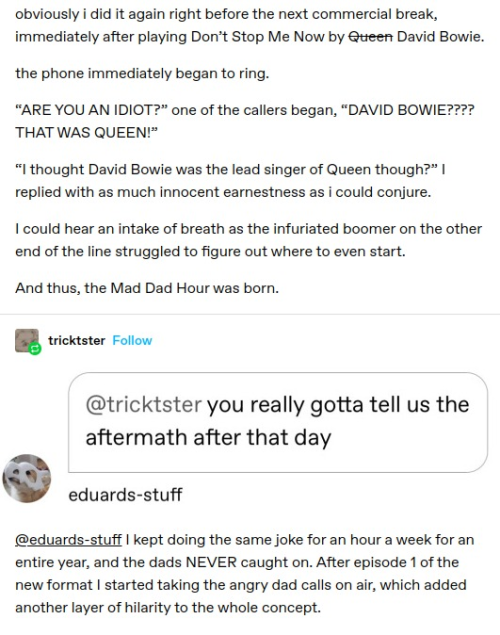 obviously i did it again right before the next commercial break,
immediately after playing Don’t Stop Me Now by Queen David Bowie.
the phone immediately began to ring.
“ARE YOU AN IDIOT?” one of the callers began, “DAVID BOWIE????
THAT WAS QUEEN!”
“I thought David Bowie was the lead singer of Queen though?” I
replied with as much innocent earnestness as i could conjure.
I could hear an intake of breath as the infuriated boomer on the other
end of the line struggled to figure out where to even start.
And thus, the Mad Dad Hour was born.
tricktster Follow
@tricktster you really gotta tell us the
aftermath after that day
eduards-stuff
@eduards-stuff I kept doing the same joke for an hour a week for an
entire year, and the dads NEVER caught on. After episode 1 of the
new format I started taking the angry dad calls on air, which added
another layer of hilarity to the whole concept.